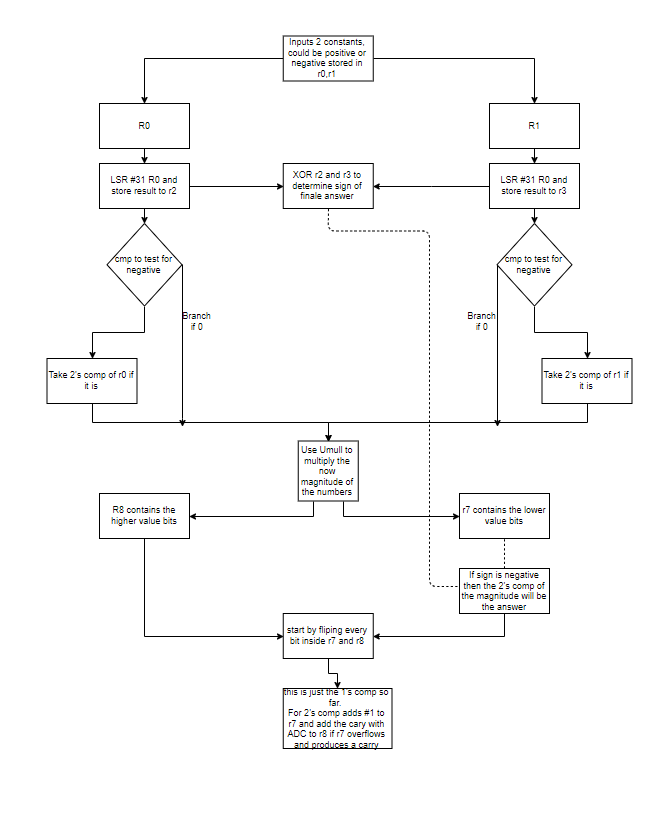 Inputs 2 constants,
could be positive or
negative stored in
r0,r1
R0
R1
LSR #31 R0 and
store result to r2
XOR r2 and r3 to
determine sign of
finale answer
LSR #31 R0 and
store result to r3
cmp to test for
negative
cmp to test for
negative
Branch
if 0
Branch
if 0
Take 2's comp of r0 if
it is
Take 2's comp of r1 if
it is
Use Umull to
multiply the
now
magnitude of
the numbers
R8 contains the
higher value bits
r7 contains the lower
value bits
If sign is negative
then the 2's comp of
the magnitude will be
the answer
start by fliping every
bit inside r7 and r8
this is just the 1's comp so
far.
For 2's comp adds #1 to
r7 and add the cary with
ADC to r8 if r7 overflows
and produces a carry